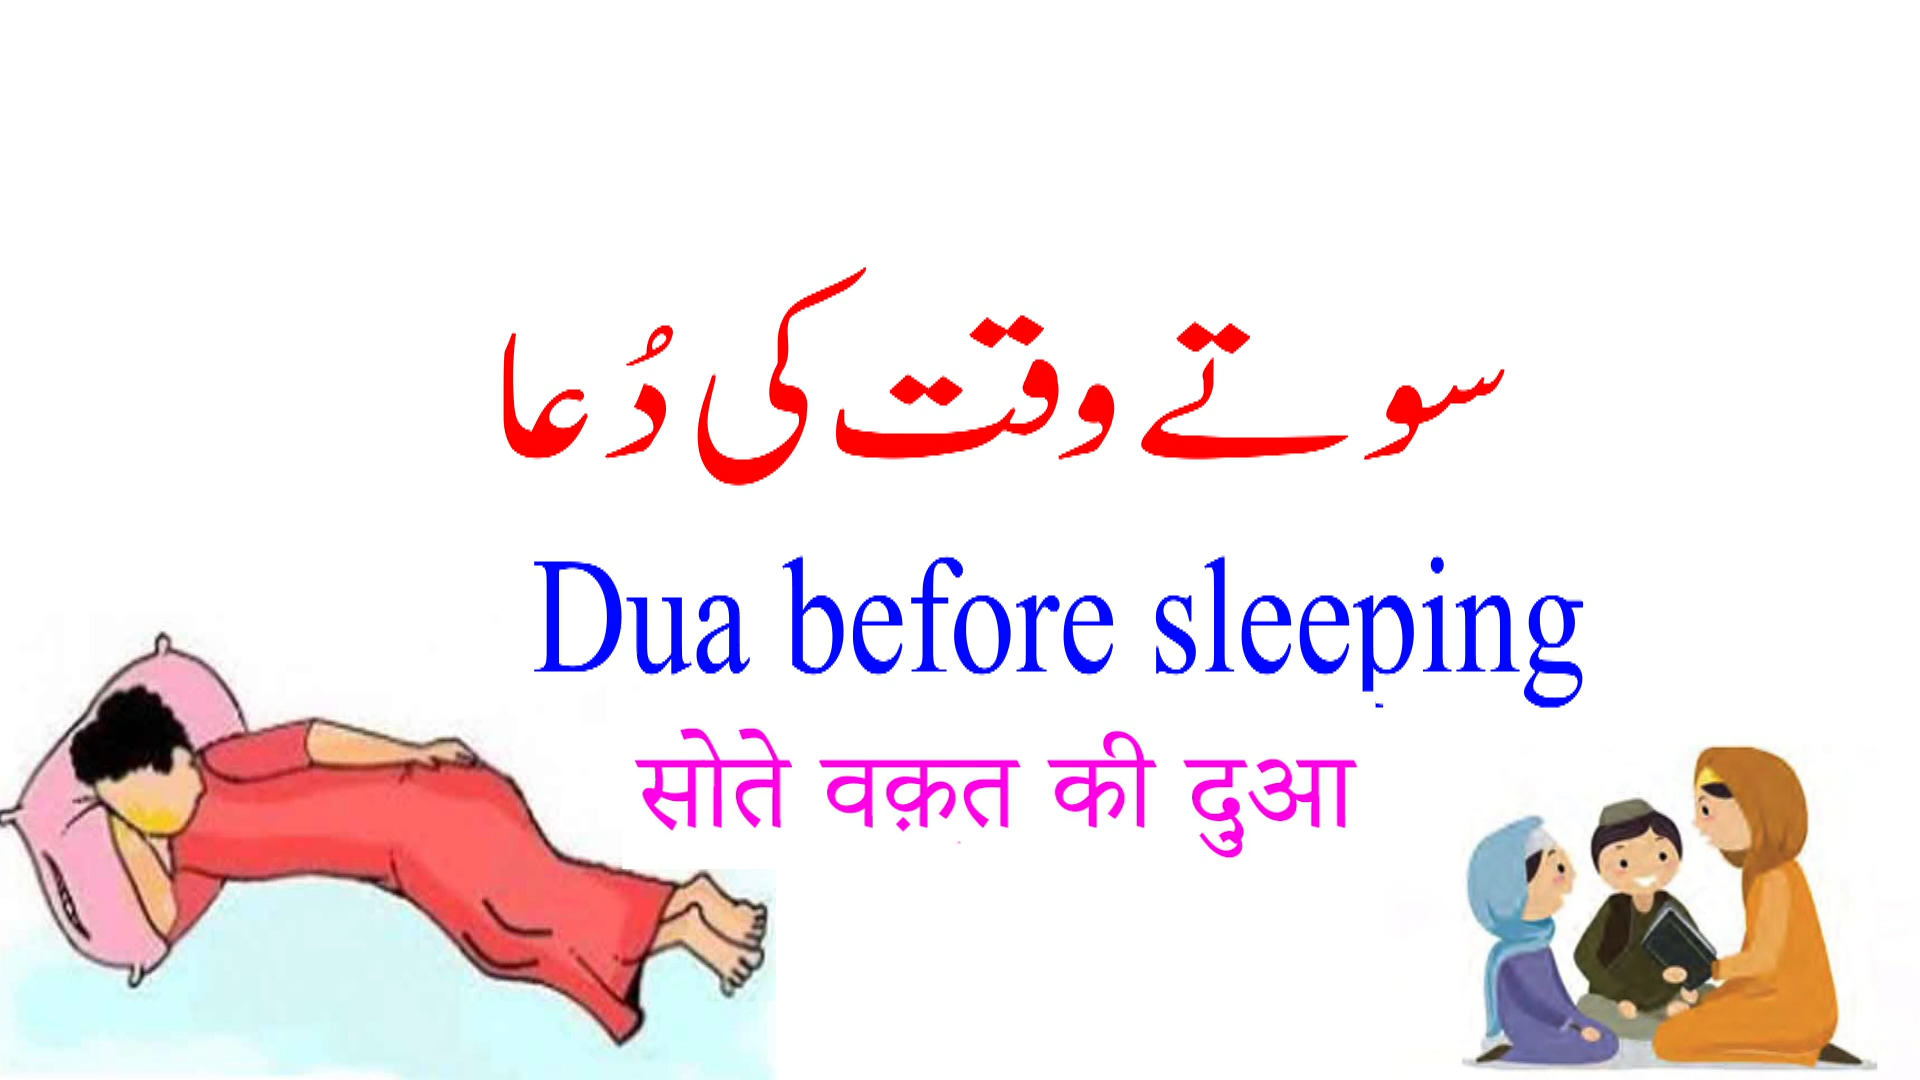 سوتے وقت کی دُعا
Dua before sleeping
सोते वक़त की दुआ